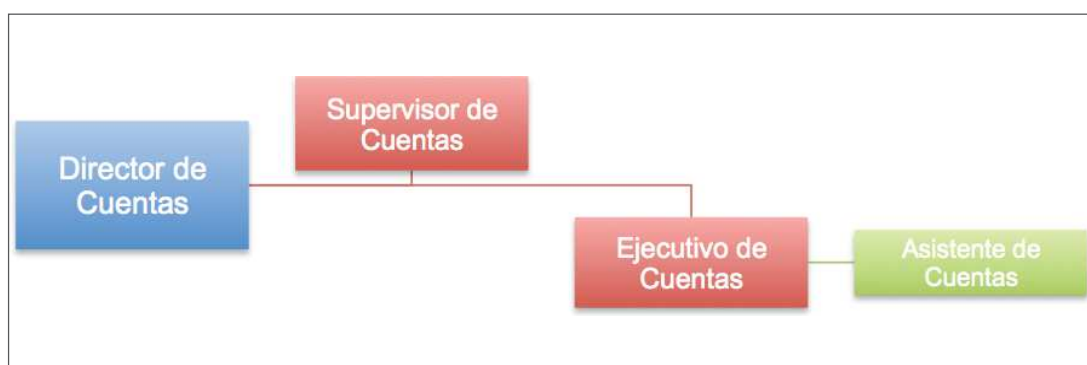 Supervisor de
Cuentas
Director de
Cuentas
Ejecutivo de
Cuentas
Asistente de
Cuentas